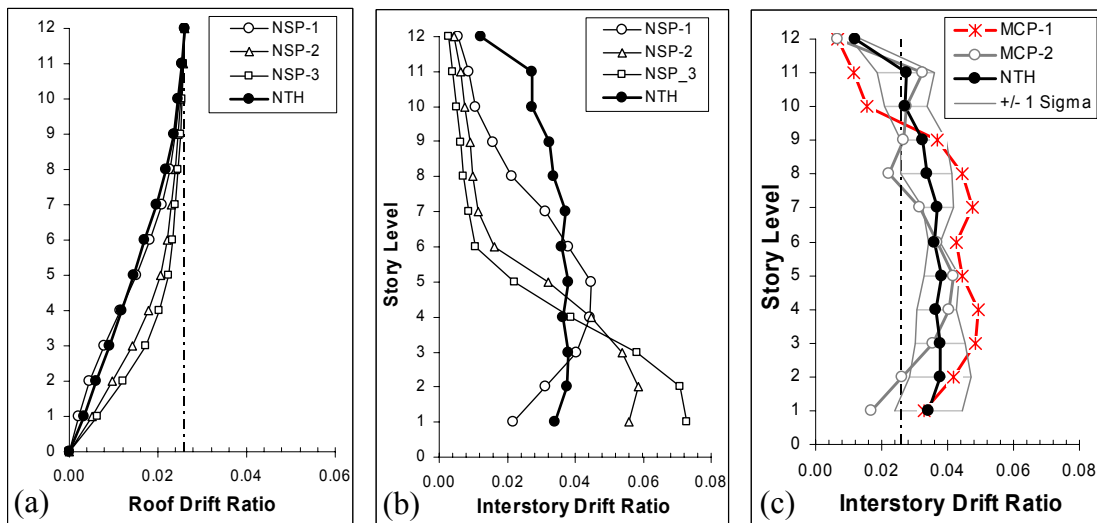 12
11
10
9
8
7
6
5
4
3
2
1
0
0.00
0.02
0.04
0.06
NSP-1
NSP-2
NSP-3
NTH
(a)
Roof Drift Ratio
Story Level
12
11
10
9
8
7
6
5
4
3
2
1
0
0.00
0.02
0.04
0.06
0.08
NSP-1
NSP-2
NSP_3
NTH
(b)
Interstory Drift Ratio
Story Level
12
11
10
9
8
7
6
5
4
3
2
1
0
0.00
0.02
0.04
0.06
0.08
MCP-1
MCP-2
NTH
+/- 1 Sigma
(c)
Interstory Drift Ratio